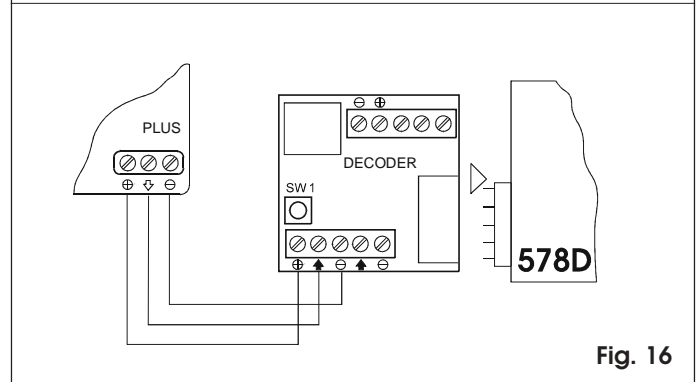 PLUS
⊕ ⇩ ⊖
⊖ ⊕
DECODER
SW1
⊕ ⬆ ⊖ ⬆ ⊖
578D
Fig. 16